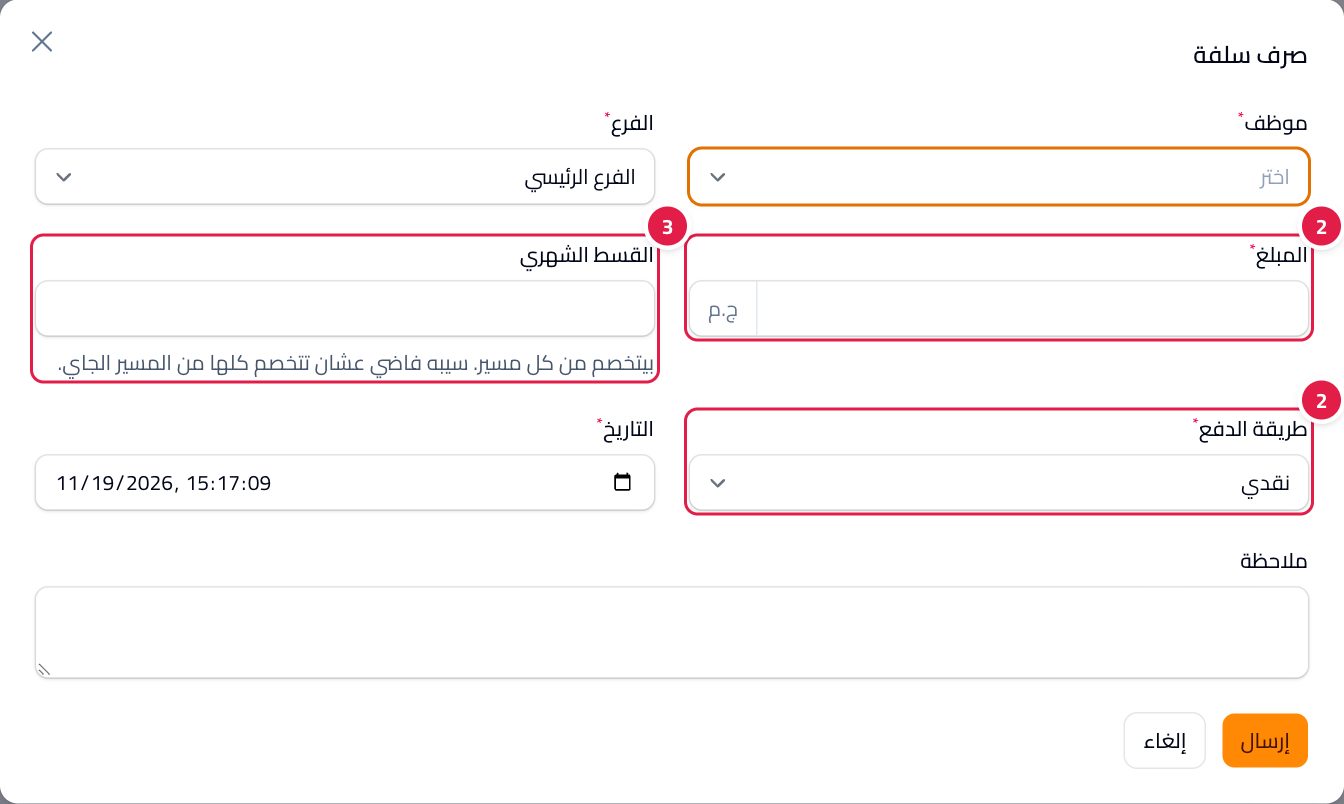 صرف سلفة
موظف*
اختر
الفرع*
الفرع الرئيسي
2
المبلغ*
ج.م
3
القسط الشهري
بيتخصم من كل مسير. سيبه فاضي عشان تتخصم كلها من المسير الجاي.
2
طريقة الدفع*
نقدي
التاريخ*
11/19/2026, 15:17:09
ملاحظة
إرسال
إلغاء